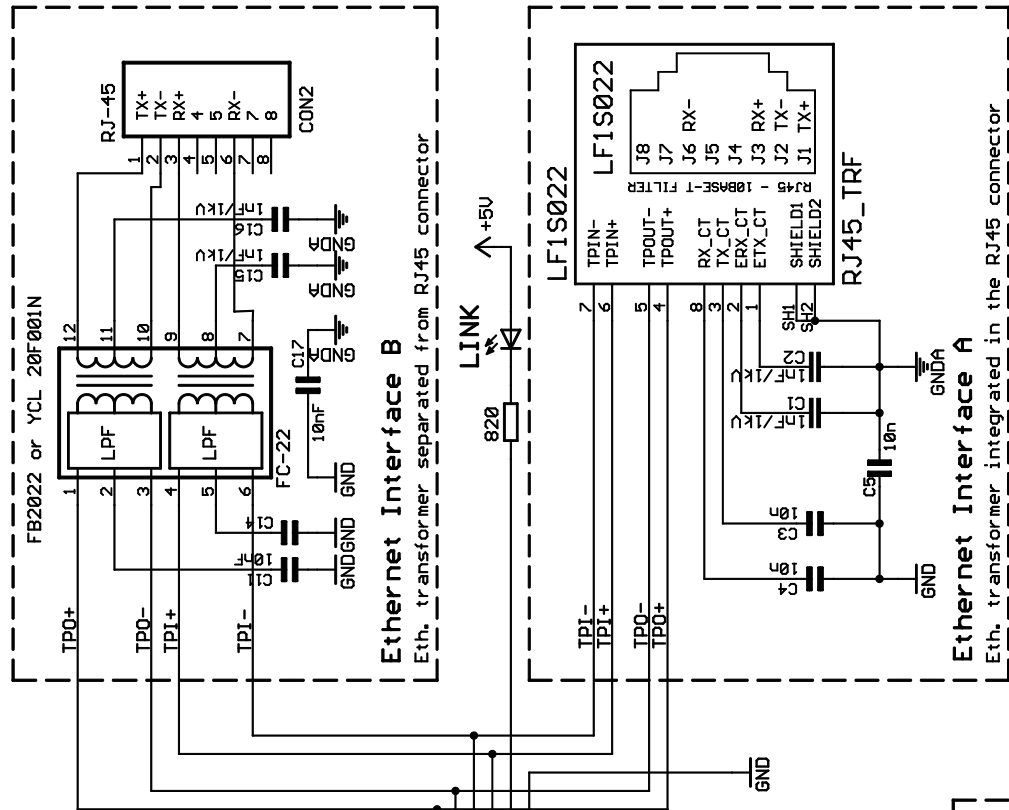 RJ-45
TX+
TX-
RX+
4
5
RX-
7
8
CON2
1
2
3
4
5
6
7
8
1nF/1kV
C16
GNDA
1nF/1kV
C15
GNDA
FB2022 or YCL 20F001N
12
11
10
9
8
7
LPF
LPF
FC-22
1
2
3
4
5
6
C17
10nF
GNDA
GND
C14
GND
10nF
C11
GND
TPO+
TPO-
TPI+
TPI-
Ethernet Interface B
Eth. transformer separated from RJ45 connector
+5V
LINK
820
LF1S022
LF1S022
J8
J7
J6 RX-
J5
J4
J3 RX+
J2 TX-
J1 TX+
RJ45 - 10BASE-T FILTER
TPIN-
TPIN+
TPOUT-
TPOUT+
RX_CT
TX_CT
ERX_CT
ETX_CT
SHIELD1
SHIELD2
RJ45_TRF
7
6
5
4
8
3
2
1
SH1
SH2
C2
1nF/1kV
C1
1nF/1kV
GNDA
10n
C5
10n
C3
10n
C4
GND
TPI-
TPI+
TPO-
TPO+
Ethernet Interface A
Eth. transformer integrated in the RJ45 connector
GND